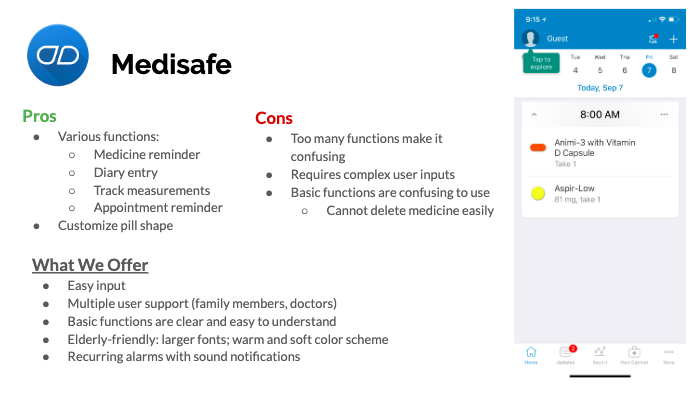 Medisafe
Pros
● Various functions:
○ Medicine reminder
○ Diary entry
○ Track measurements
○ Appointment reminder
● Customize pill shape
Cons
● Too many functions make it
confusing
● Requires complex user inputs
● Basic functions are confusing to use
○ Cannot delete medicine easily
What We Offer
● Easy input
● Multiple user support (family members, doctors)
● Basic functions are clear and easy to understand
● Elderly-friendly: larger fonts; warm and soft color scheme
● Recurring alarms with sound notifications
9:15
Guest
Tap to
explore
Tue Wed Thu Fri Sat
4 5 6 7 8
Today, Sep 7
8:00 AM
Animi-3 with Vitamin
D Capsule
Take 1
Aspir-Low
81 mg, take 1
2
Home Updates Report Med Cabinet More